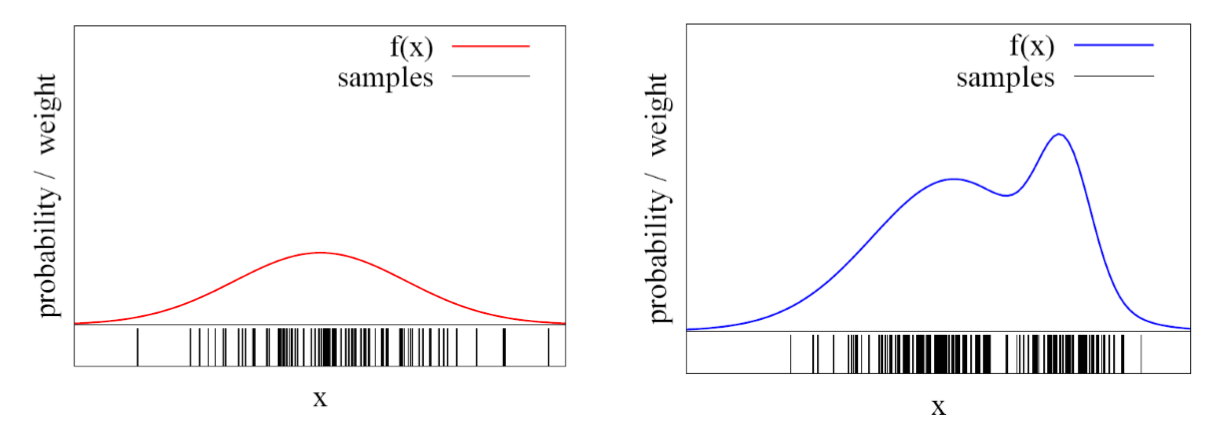 f(x)
samples
probability / weight
x
f(x)
samples
probability / weight
x